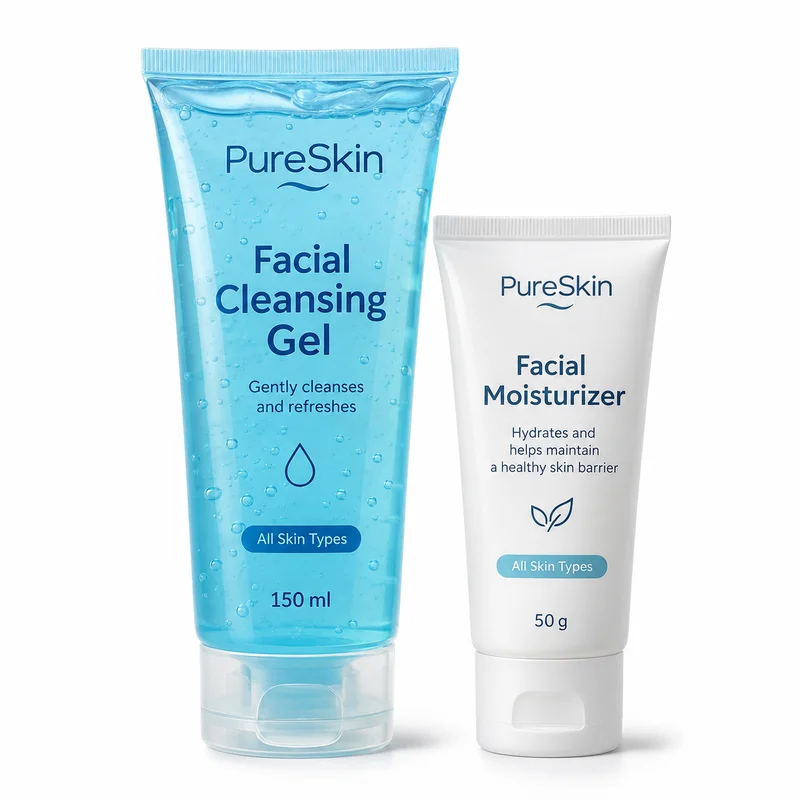 PureSkin
Facial
Cleansing
Gel
Gently cleanses
and refreshes
All Skin Types
150 ml
PureSkin
Facial
Moisturizer
Hydrates and
helps maintain
a healthy skin barrier
All Skin Types
50 g